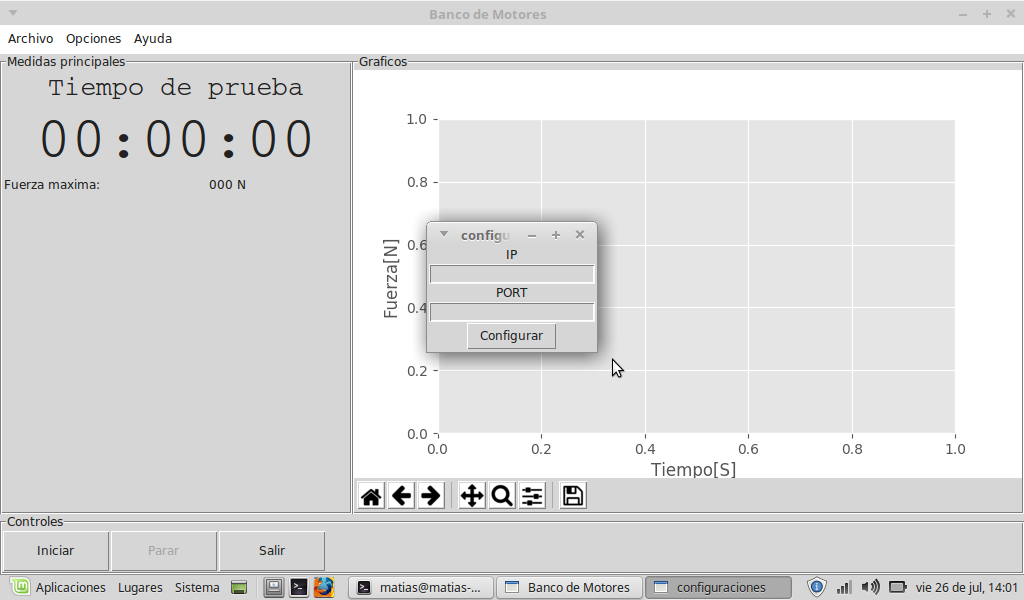 Banco de Motores
Archivo Opciones Ayuda
Medidas principales
Tiempo de prueba
00:00:00
Fuerza maxima: 000 N
Graficos
1.0
0.8
0.6
0.4
0.2
0.0
Fuerza[N]
0.0 0.2 0.4 0.6 0.8 1.0
Tiempo[S]
configu
IP
PORT
Configurar
Controles
Iniciar Parar Salir
Aplicaciones Lugares Sistema matias@matias-... Banco de Motores configuraciones vie 26 de jul, 14:01